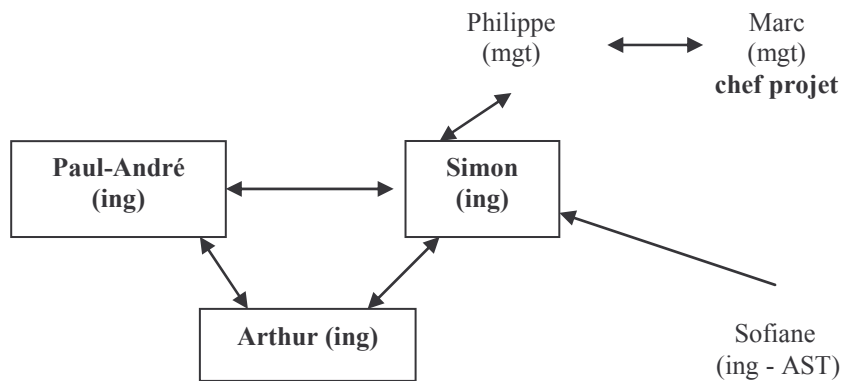 Philippe
(mgt)
Marc
(mgt)
chef projet
Paul-André
(ing)
Simon
(ing)
Arthur (ing)
Sofiane
(ing - AST)